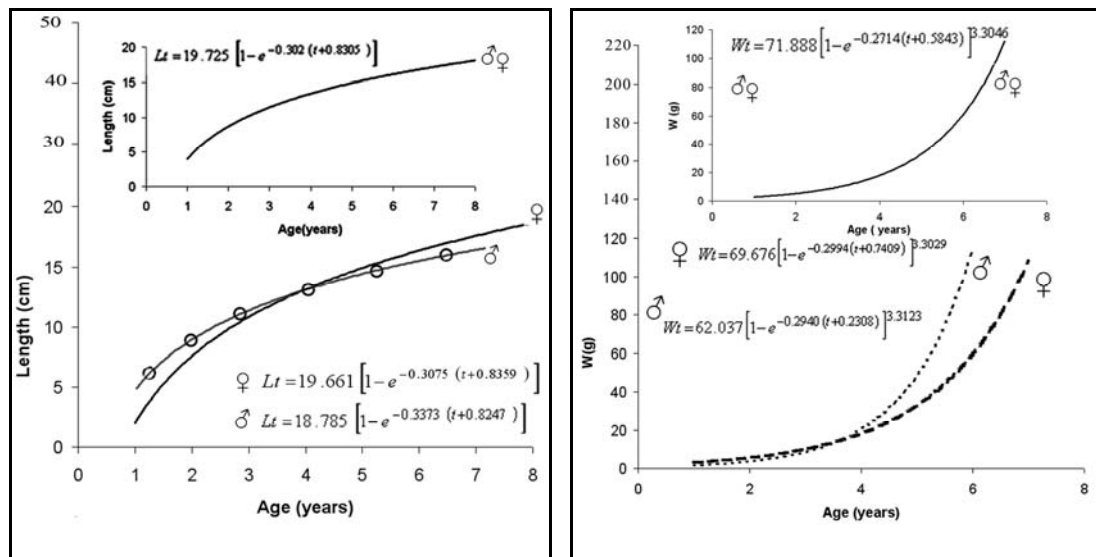 50
40
30
20
15
10
5
0
Length (cm)
0 1 2 3 4 5 6 7 8
Age (years)
Lt=19.725 [1-e^-0.302(t+0.8305)]
20
15
10
5
0
Length (cm)
0 1 2 3 4 5 6 7 8
Age(years)
♂♀
♀
♂
♀ Lt=19.661 [1-e^-0.3075 (t+0.8359)]
♂ Lt=18.785 [1-e^-0.3373 (t+0.8247)]
220
200
180
160
140
120
100
80
60
40
20
0
W(g)
0 2 4 6 8
Age (years)
Wt=71.888[1-e^-0.2714(t+0.5843)]^3.3046
♂♀
120
100
80
60
40
20
0
W (g)
0 2 4 6 8
Age ( years)
♂♀
♀ Wt=69.676[1-e^-0.2994(t+0.7409)]^3.3029
♂
♂ Wt=62.037[1-e^-0.2940(t+0.2308)]^3.3123
♀